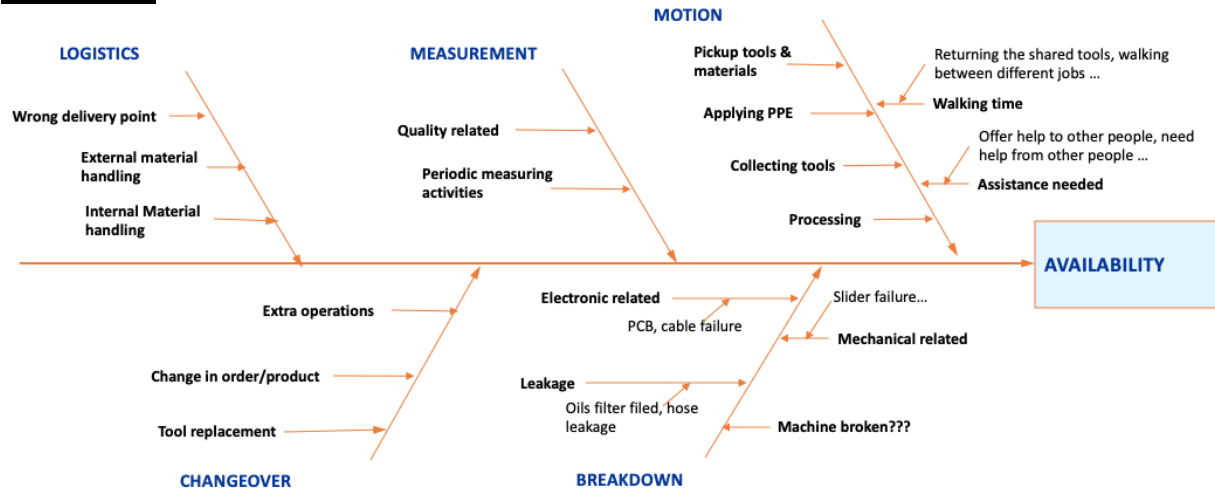 MOTION
LOGISTICS
MEASUREMENT
Pickup tools &
materials
Returning the shared tools, walking
between different jobs ...
Walking time
Wrong delivery point
Quality related
Applying PPE
Offer help to other people, need
help from other people ...
External material
handling
Periodic measuring
activities
Collecting tools
Assistance needed
Internal Material
handling
Processing
AVAILABILITY
Extra operations
Electronic related
PCB, cable failure
Slider failure...
Mechanical related
Change in order/product
Leakage
Oils filter filed, hose
leakage
Tool replacement
Machine broken???
CHANGEOVER
BREAKDOWN